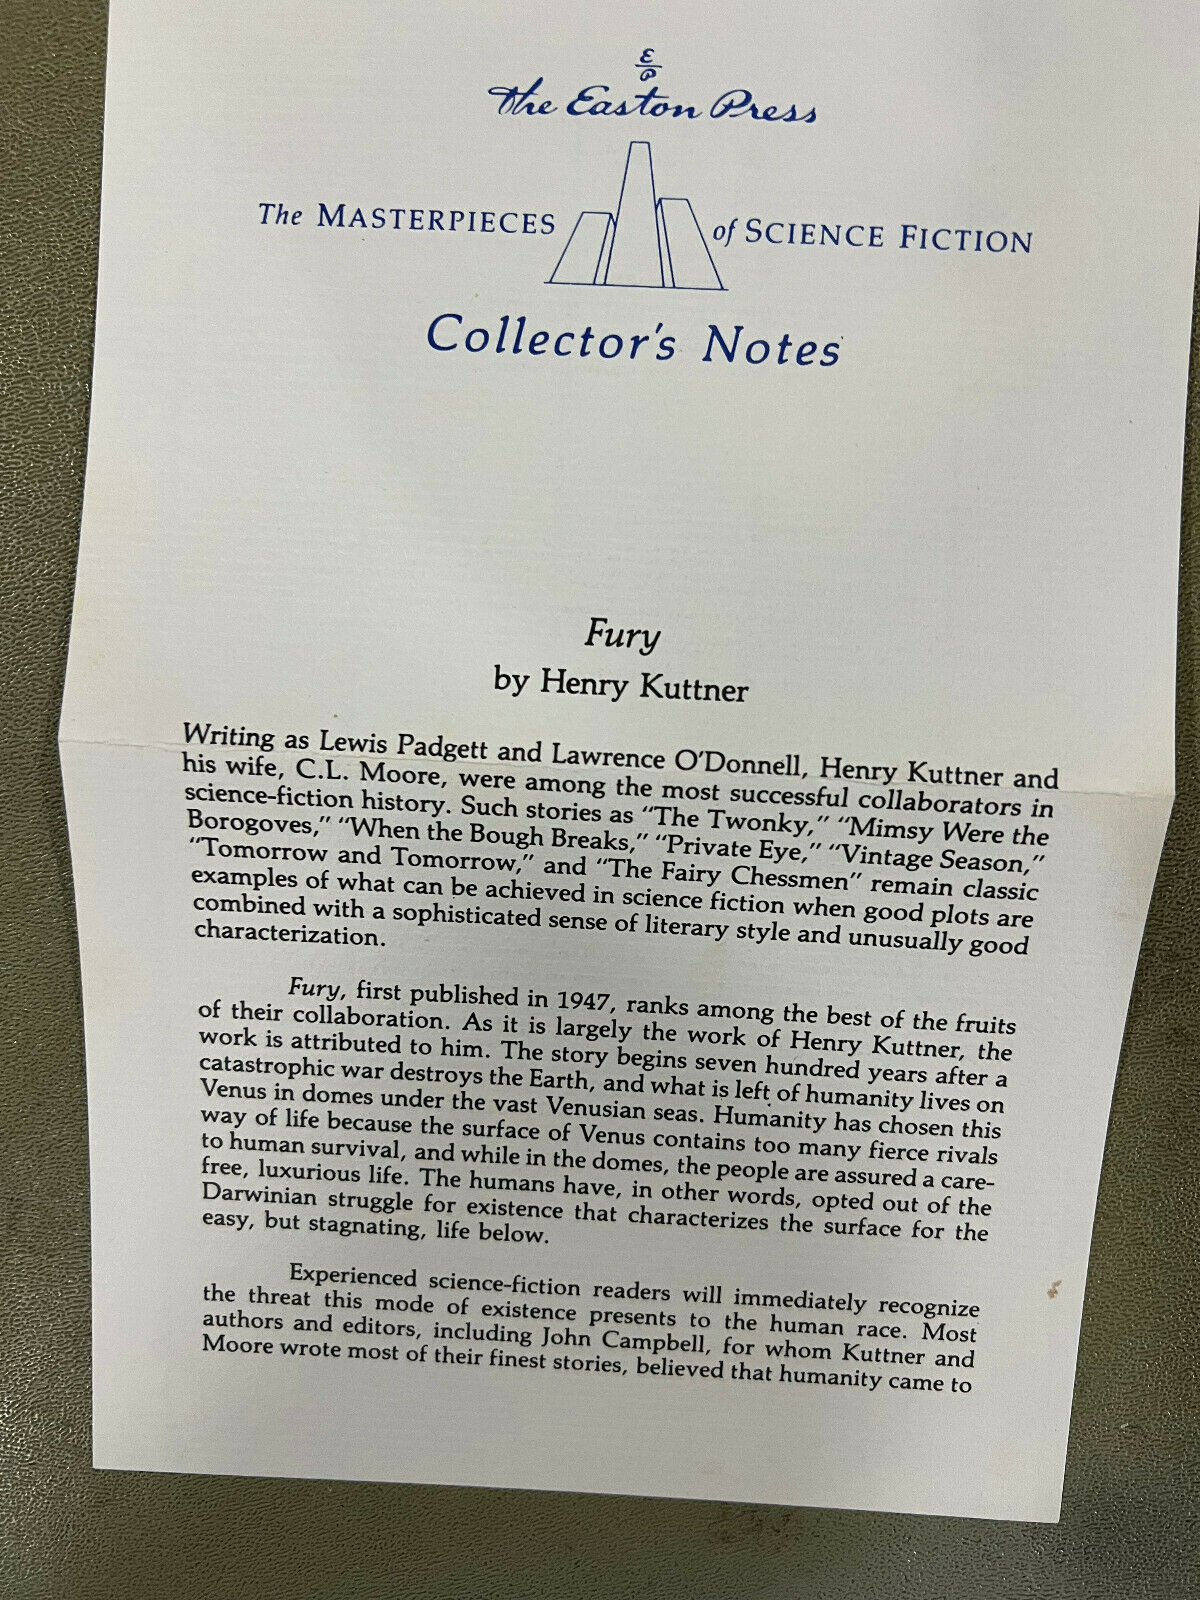 E
P
The Easton Press
The MASTERPIECES of SCIENCE FICTION
Collector's Notes
Fury
by Henry Kuttner
Writing as Lewis Padgett and Lawrence O'Donnell, Henry Kuttner and
his wife, C.L. Moore, were among the most successful collaborators in
science-fiction history. Such stories as "The Twonky," "Mimsy Were the
Borogoves," "When the Bough Breaks," "Private Eye," "Vintage Season,"
"Tomorrow and Tomorrow," and "The Fairy Chessmen" remain classic
examples of what can be achieved in science fiction when good plots are
combined with a sophisticated sense of literary style and unusually good
characterization.
Fury, first published in 1947, ranks among the best of the fruits
of their collaboration. As it is largely the work of Henry Kuttner, the
work is attributed to him. The story begins seven hundred years after a
catastrophic war destroys the Earth, and what is left of humanity lives on
Venus in domes under the vast Venusian seas. Humanity has chosen this
way of life because the surface of Venus contains too many fierce rivals
to human survival, and while in the domes, the people are assured a care-
free, luxurious life. The humans have, in other words, opted out of the
Darwinian struggle for existence that characterizes the surface for the
easy, but stagnating, life below.
Experienced science-fiction readers will immediately recognize
the threat this mode of existence presents to the human race. Most
authors and editors, including John Campbell, for whom Kuttner and
Moore wrote most of their finest stories, believed that humanity came to